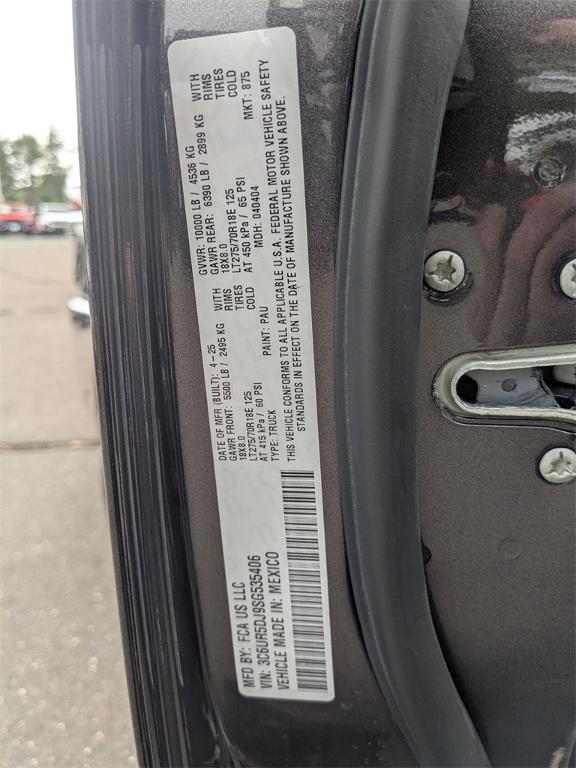 MFD BY: FCA US LLC
DATE OF MFR (BUILT): 4-25
GVWR: 10000 LB / 4536 KG
GAWR FRONT: 5500 LB / 2495 KG
WITH
GAWR REAR: 6390 LB / 2899 KG
WITH
18X8.0
RIMS
18X8.0
RIMS
LT275/70R18E 125
TIRES
LT275/70R18E 125
TIRES
AT 415 kPa / 60 PSI
COLD
AT 450 kPa / 65 PSI
COLD
VIN: 3C6UR5DJ9SG535406
TYPE: TRUCK
PAINT: PAU
MDH: 040404
MKT: 875
VEHICLE MADE IN: MEXICO
THIS VEHICLE CONFORMS TO ALL APPLICABLE U.S.A. FEDERAL MOTOR VEHICLE SAFETY
STANDARDS IN EFFECT ON THE DATE OF MANUFACTURE SHOWN ABOVE.